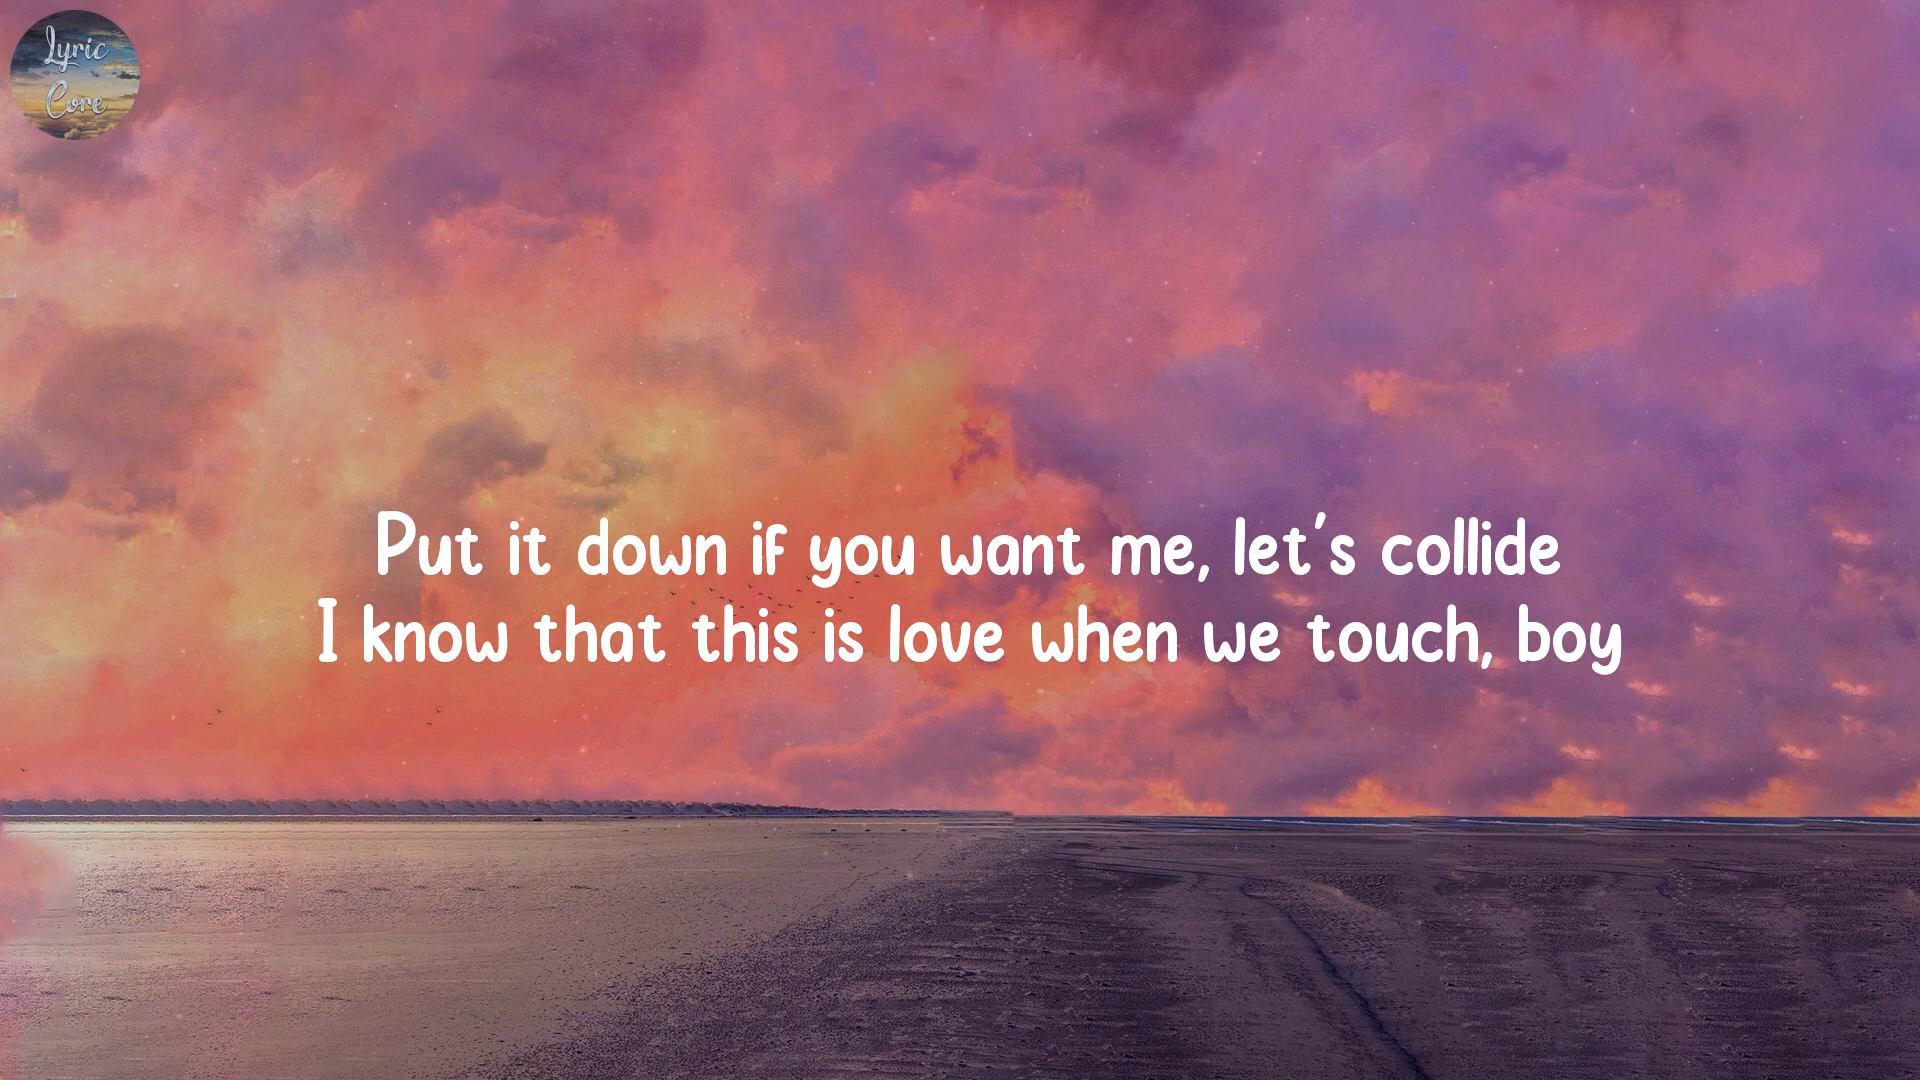 Lyric
Core
Put it down if you want me, let's collide
I know that this is love when we touch, boy